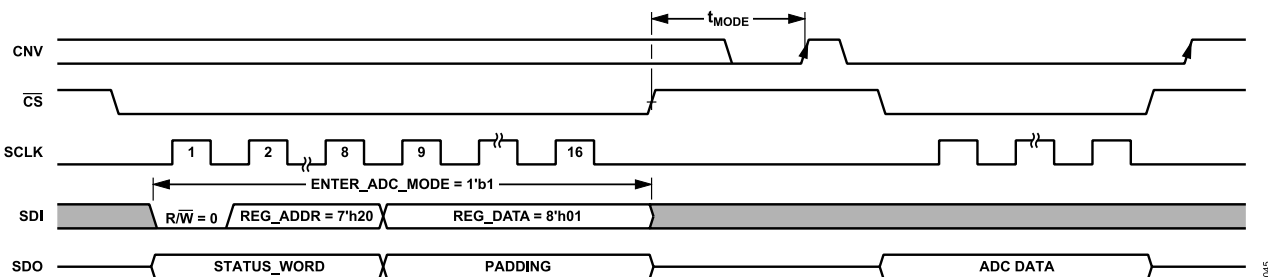 tMODE
CNV
CS
SCLK
1 2 8 9 16
ENTER_ADC_MODE = 1'b1
SDI
R/W = 0 REG_ADDR = 7'h20 REG_DATA = 8'h01
SDO
STATUS_WORD PADDING ADC DATA
045